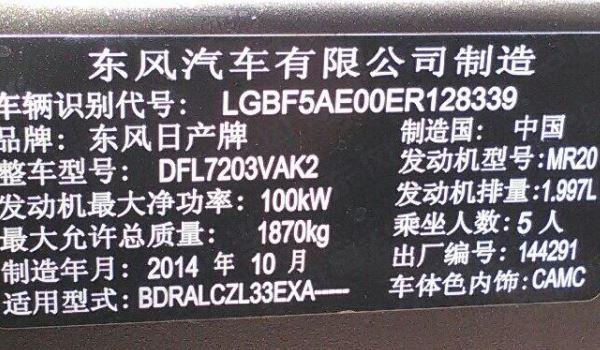 东风汽车有限公司制造
车辆识别代号: LGBF5AE00ER128339
品牌: 东风日产牌 制造国: 中国
整车型号: DFL7203VAK2 发动机型号:MR20
发动机最大净功率: 100kW 发动机排量:1.997L
最大允许总质量: 1870kg 乘坐人数: 5 人
制造年月: 2014 年 10 月 出厂编号: 144291
适用型式: BDRALCZL33EXA----- 车体色内饰: CAMC